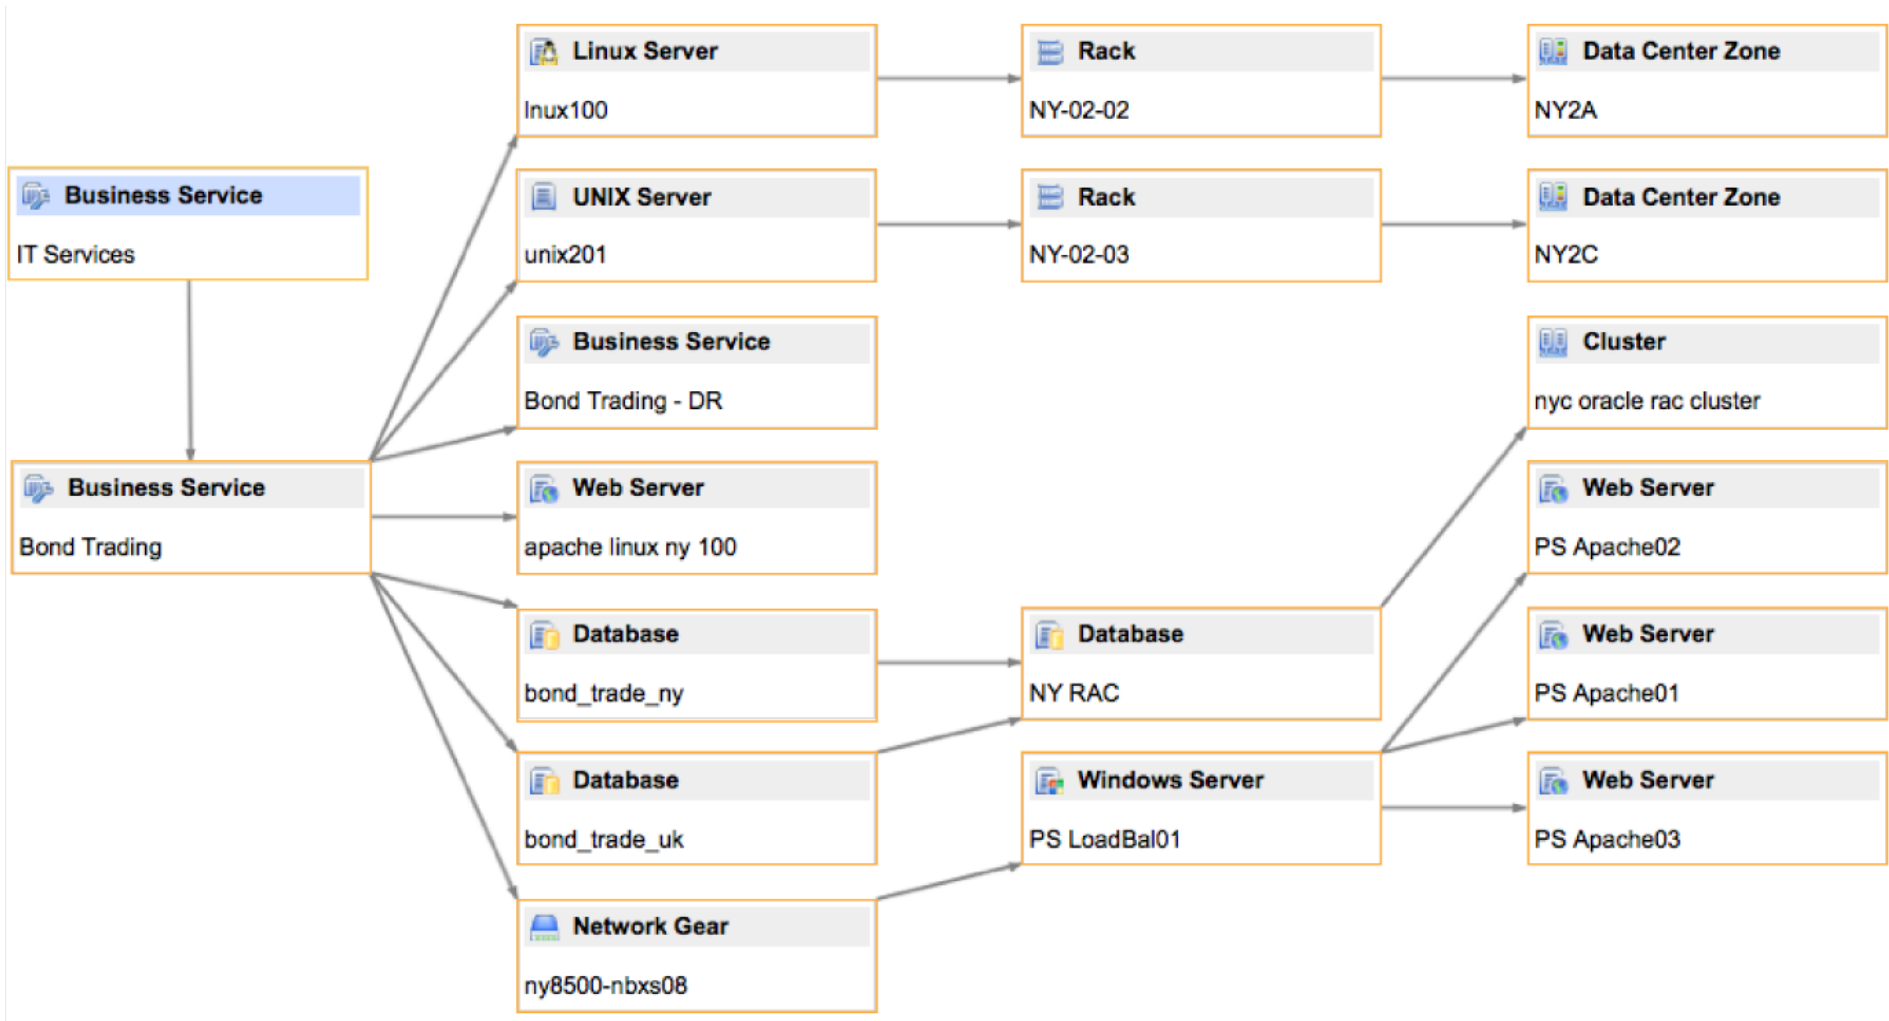 Linux Server
lnux100
Rack
NY-02-02
Data Center Zone
NY2A
Business Service
IT Services
UNIX Server
unix201
Rack
NY-02-03
Data Center Zone
NY2C
Business Service
Bond Trading - DR
Cluster
nyc oracle rac cluster
Business Service
Bond Trading
Web Server
apache linux ny 100
Web Server
PS Apache02
Database
bond_trade_ny
Database
NY RAC
Web Server
PS Apache01
Database
bond_trade_uk
Windows Server
PS LoadBal01
Web Server
PS Apache03
Network Gear
ny8500-nbxs08